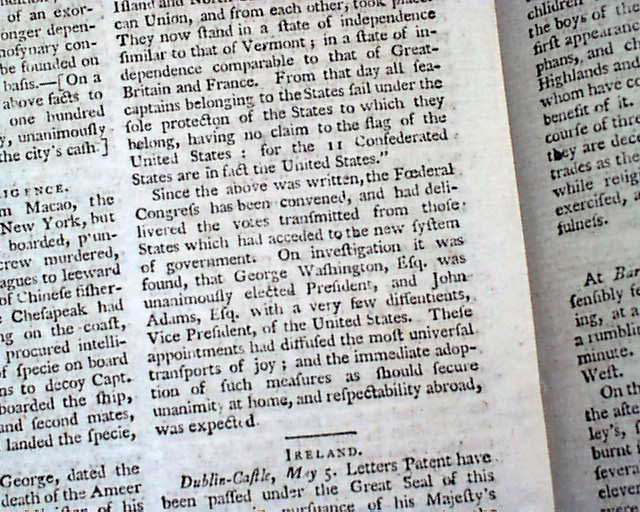 of an exor-
onger depen-
nosynary con-
be founded on
basis.—[On a
above facts to
one hundred
y, unanimously
the city's cash.]
IGENCE.
m Macao, the
New York, but
boarded, p'un-
crew murdered,
agues to leeward
of Chinese fisher-
Chesapeak had
ng on the coast,
procured intelli-
of specie on board
ns to decoy Capt.
boarded the ship,
and second mates,
landed the specie,
George, dated the
death of the Ameer
of his
Island and North
can Union, and from each other, took place.
They now stand in a state of independence
similar to that of Vermont; in a state of in-
dependence comparable to that of Great-
Britain and France. From that day all sea-
captains belonging to the States sail under the
sole protecton of the States to which they
belong, having no claim to the flag of the
United States: for the 11 Confederated
States are in fact the United States."
Since the above was written, the Fœderal
Congress has been convened, and had deli-
livered the votes transmitted from those
States which had acceded to the new system
of government. On investigation it was
found, that George Washington, Esq. was
unanimously elected President, and John
Adams, Esq. with a very few dissentients,
Vice President, of the United States. These
appointments had diffused the most universal
transports of joy; and the immediate adop-
tion of such measures as should secure
unanimity at home, and respectability abroad,
was expected.
IRELAND.
Dublin-Castle, May 5. Letters Patent have
been passed under the Great Seal of this
pursuance of his Majesty's
children
the boys of the
first appearance
phans, and ch
Highlands and
whom have co
benefit of it.
course of thre
they are dece
trades as the
while religi
exercised, a
fulness.
At Bar
sensibly fe
ing, at a
a rumbli
minute.
West.
On th
the afte
ley's, f
burnt
severa
eleve